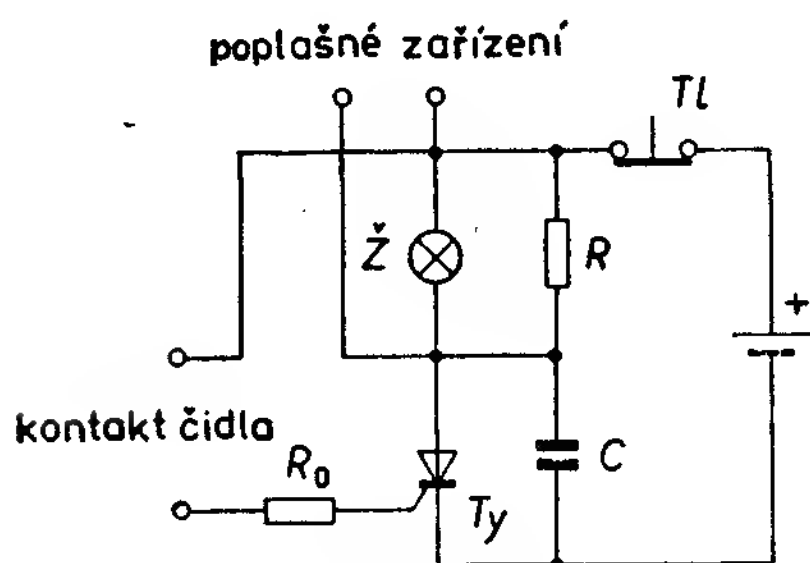 poplašné zařízení
Tl
Ž
R
+
kontakt čidla
R0
Ty
C